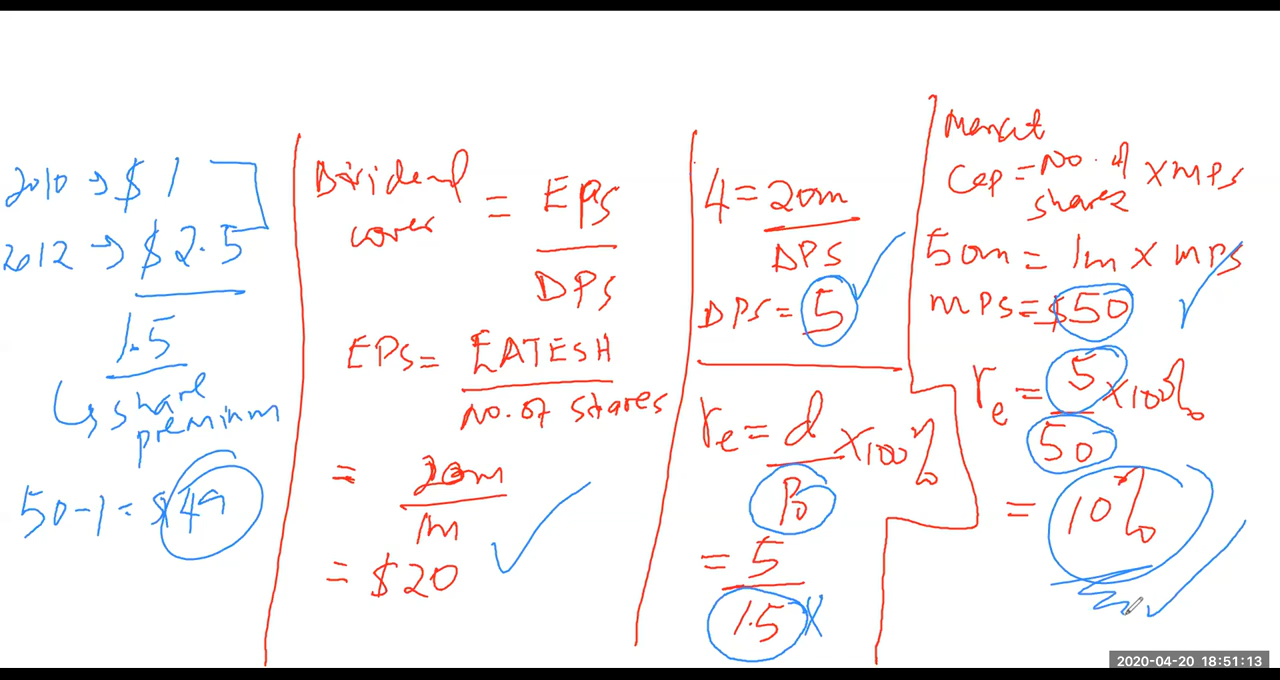 2010 → $ 1
2012 → $ 2.5
1.5
↳ share
premium
50 - 1 = $ 49
Dividend
cover = EPS
DPS
EPS = EATESH
No. of shares
= 20m
1m
= $20
4 = 20m
DPS
DPS = 5
re = d × 100%
P0
= 5
1.5 X
Market
Cap = No. of
shares × MPS
50m = 1m × MPS
MPS = $50
re = 5 × 100%
50
= 10%
2020-04-20 18:51:13